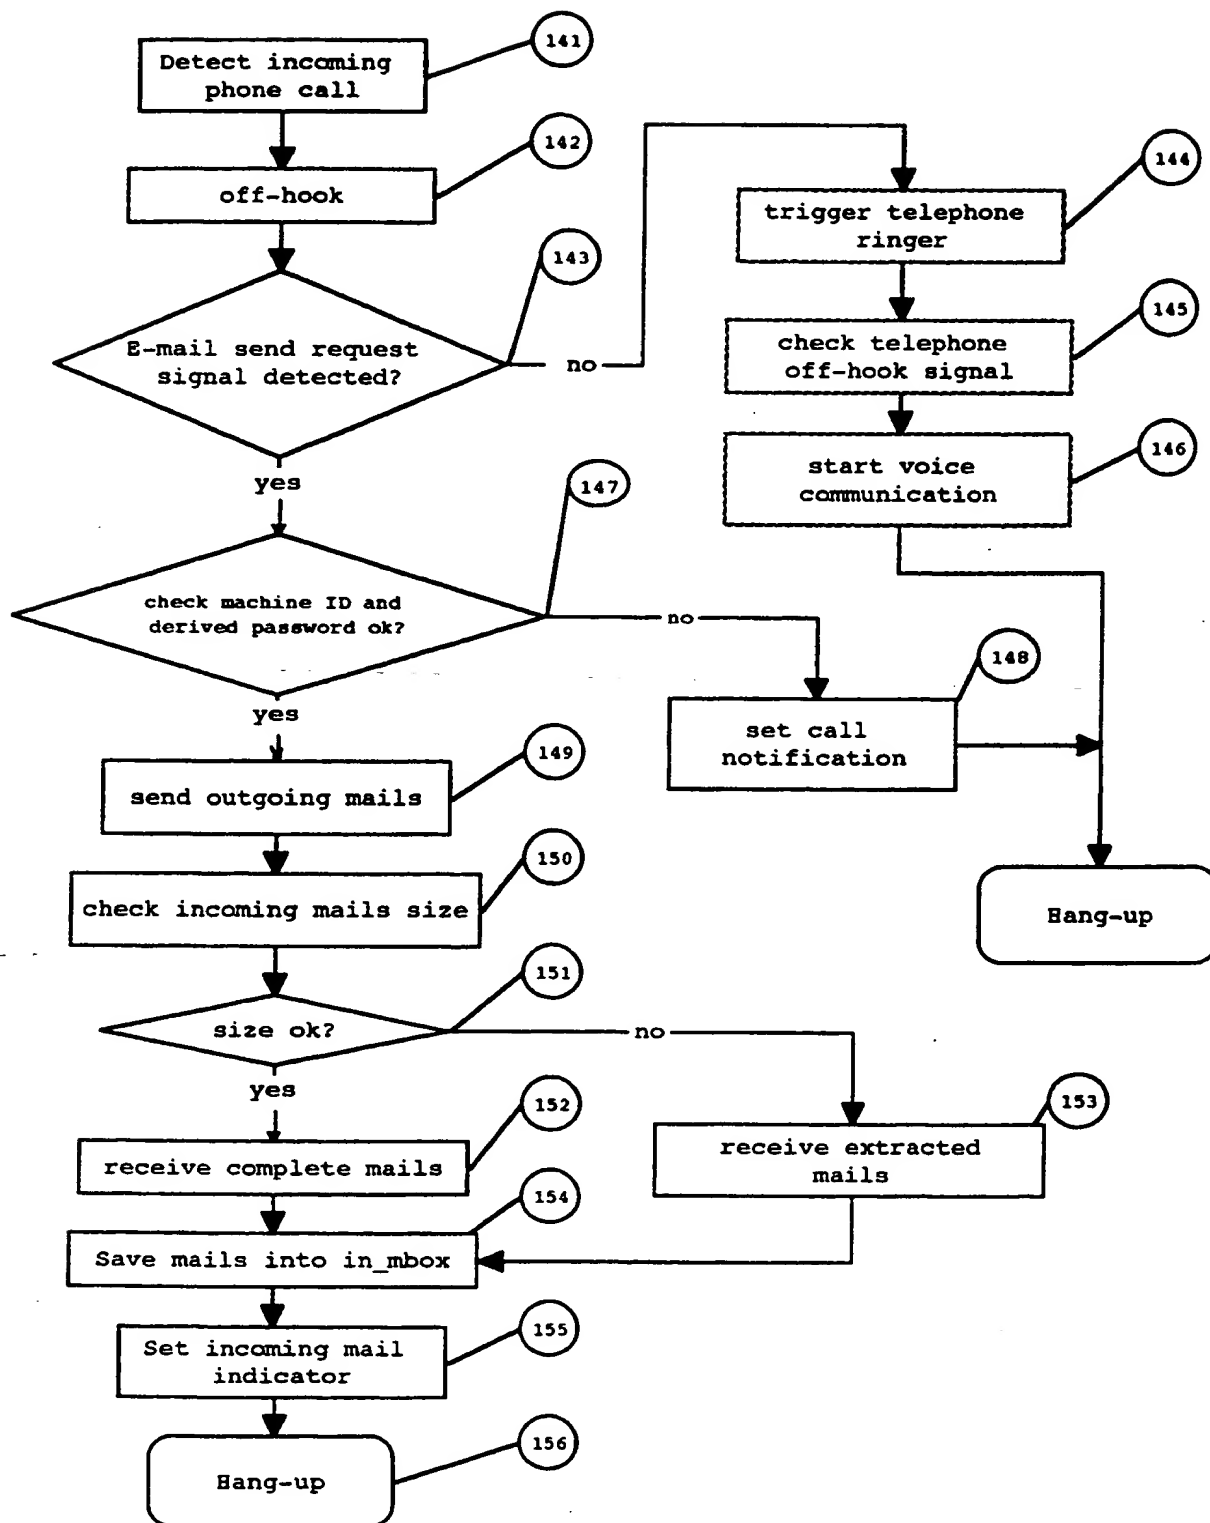 141
Detect incoming
phone call
142
off-hook
143
E-mail send request
signal detected?
no
144
trigger telephone
ringer
145
check telephone
off-hook signal
146
start voice
communication
yes
147
check machine ID and
derived password ok?
no
148
set call
notification
yes
149
send outgoing mails
150
check incoming mails size
Hang-up
151
size ok?
no
yes
152
receive complete mails
153
receive extracted
mails
154
Save mails into in_mbox
155
Set incoming mail
indicator
156
Hang-up